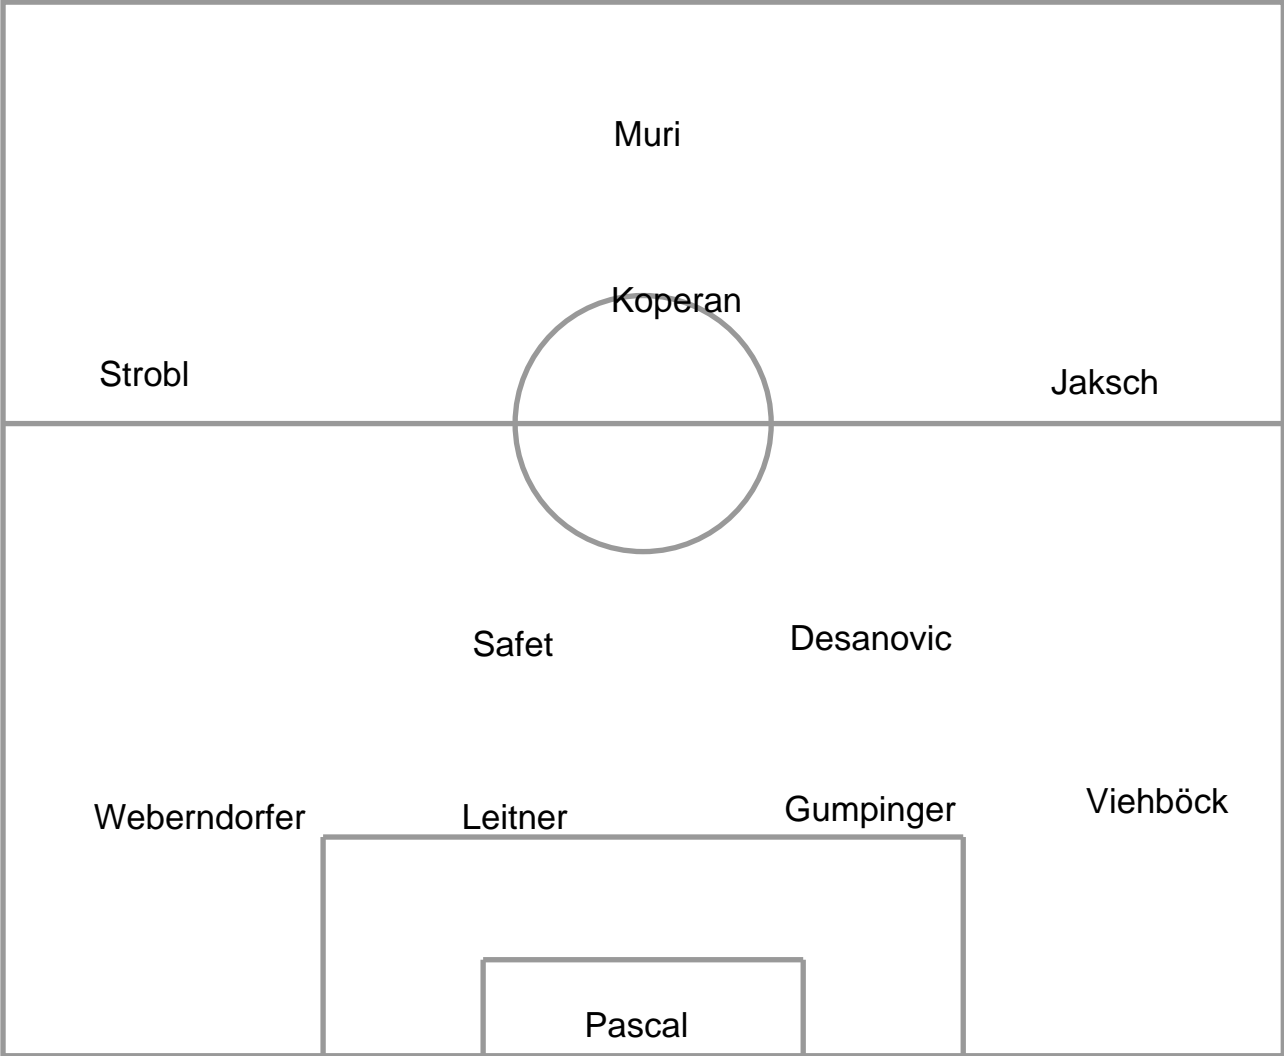 Muri
Koperan
Strobl
Jaksch
Safet
Desanovic
Weberndorfer
Leitner
Gumpinger
Viehböck
Pascal